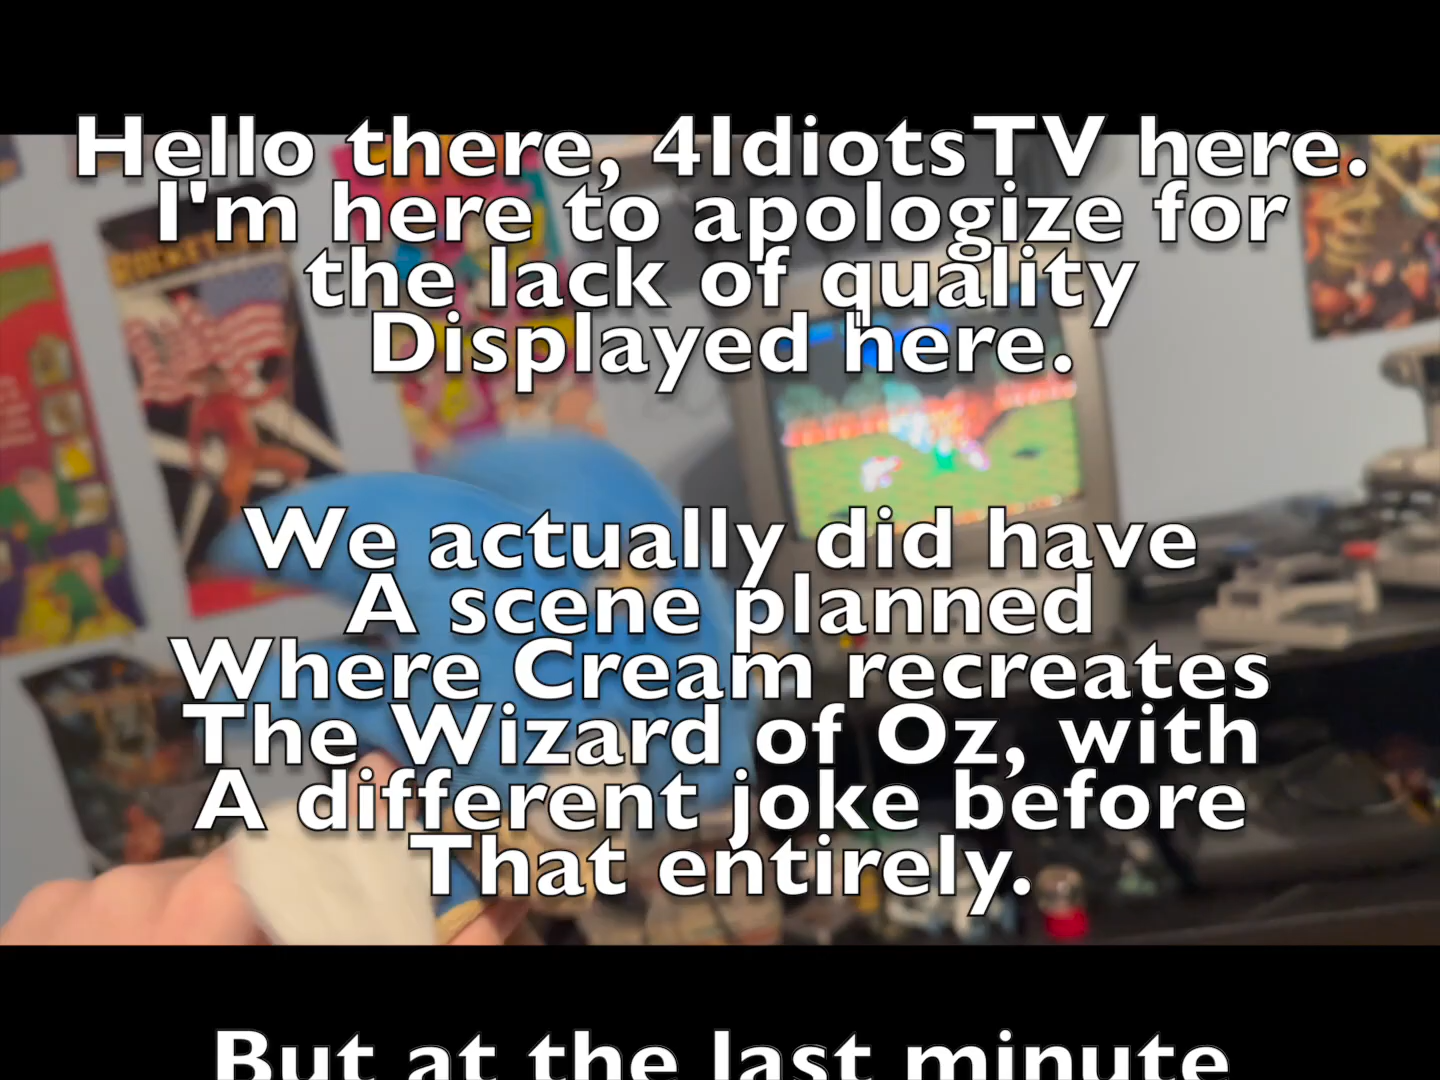 Hello there, 4IdiotsTV here.
I'm here to apologize for
the lack of quality
Displayed here.
We actually did have
A scene planned
Where Cream recreates
The Wizard of Oz, with
A different joke before
That entirely.
But at the last minute